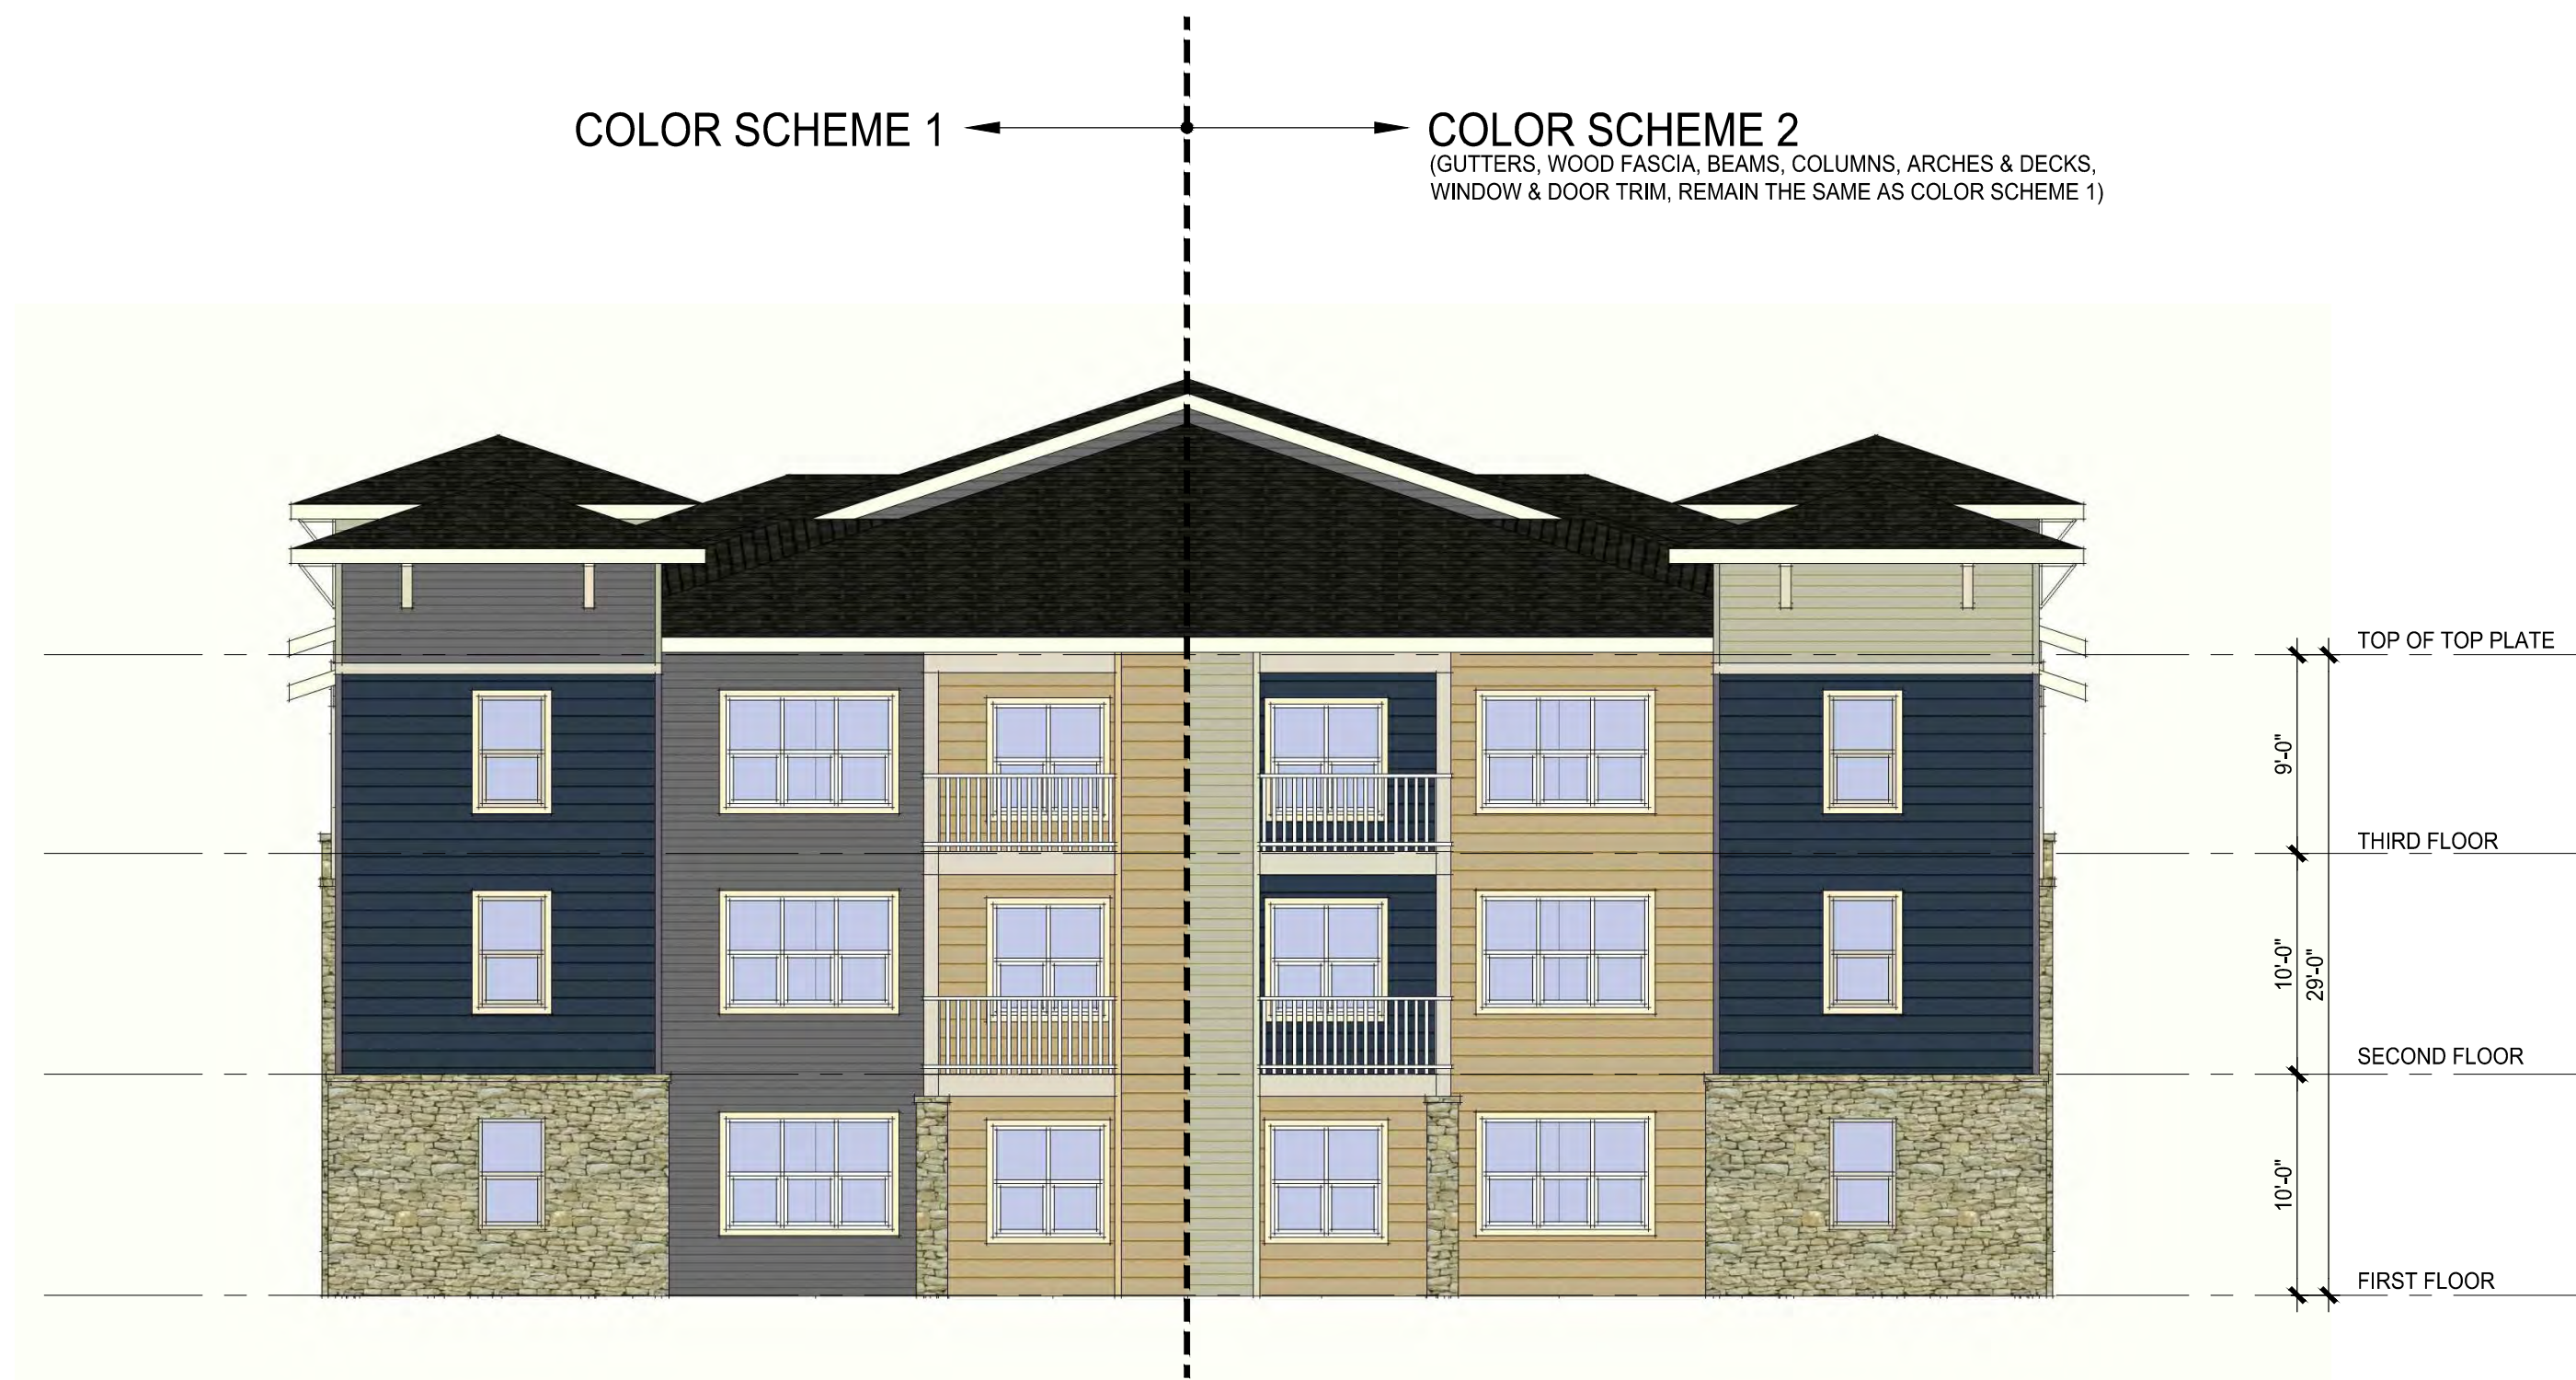 COLOR SCHEME 1
COLOR SCHEME 2
(GUTTERS, WOOD FASCIA, BEAMS, COLUMNS, ARCHES & DECKS,
WINDOW & DOOR TRIM, REMAIN THE SAME AS COLOR SCHEME 1)
TOP OF TOP PLATE
9'-0"
THIRD FLOOR
10'-0"
29'-0"
SECOND FLOOR
10'-0"
FIRST FLOOR